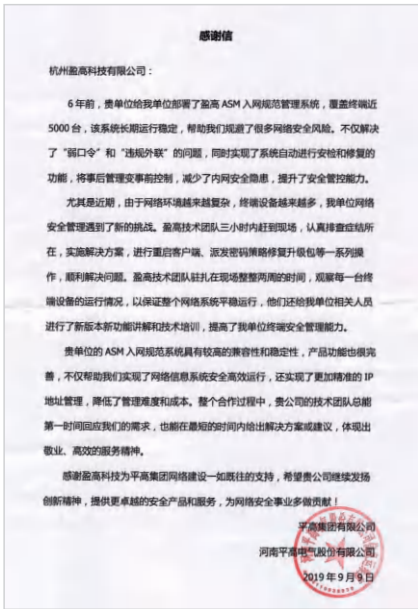 感谢信
杭州盈高科技有限公司：
6年前，贵单位给我单位部署了盈高 ASM 入网规范管理系统，覆盖终端近
5000 台，该系统长期运行稳定，帮助我们规避了很多网络安全风险。不仅解决
了“弱口令”和“违规外联”的问题，同时实现了系统自动进行安检和修复的
功能，将事后管理变事前控制，减少了内网安全隐患，提升了安全管控能力。
尤其是近期，由于网络环境越来越复杂，终端设备越来越多，我单位网络
安全管理遇到了新的挑战。盈高技术团队三小时内赶到现场，认真排查症结所
在，实施解决方案，进行重启客户端、派发密码策略修复升级包等一系列操
作，顺利解决问题。盈高技术团队驻扎在现场整整两周的时间，观察每一台终
端设备的运行情况，以保证整个网络系统平稳运行，他们还给我单位相关人员
进行了新版本新功能讲解和技术培训，提高了我单位终端安全管理能力。
贵单位的 ASM 入网规范系统具有较高的兼容性和稳定性，产品功能也很完
善，不仅帮助我们实现了网络信息系统安全高效运行，还实现了更加精准的 IP
地址管理，降低了管理难度和成本。整个合作过程中，贵公司的技术团队总能
第一时间回应我们的需求，也能在最短的时间内给出解决方案或建议，体现出
敬业、高效的服务精神。
感谢盈高科技为平高集团网络建设一如既往的支持，希望贵公司继续发扬
创新精神，提供更卓越的安全产品和服务，为网络安全事业多做贡献！
平高集团有限公司
河南平高电气股份有限公司
2019 年 9 月 9 日